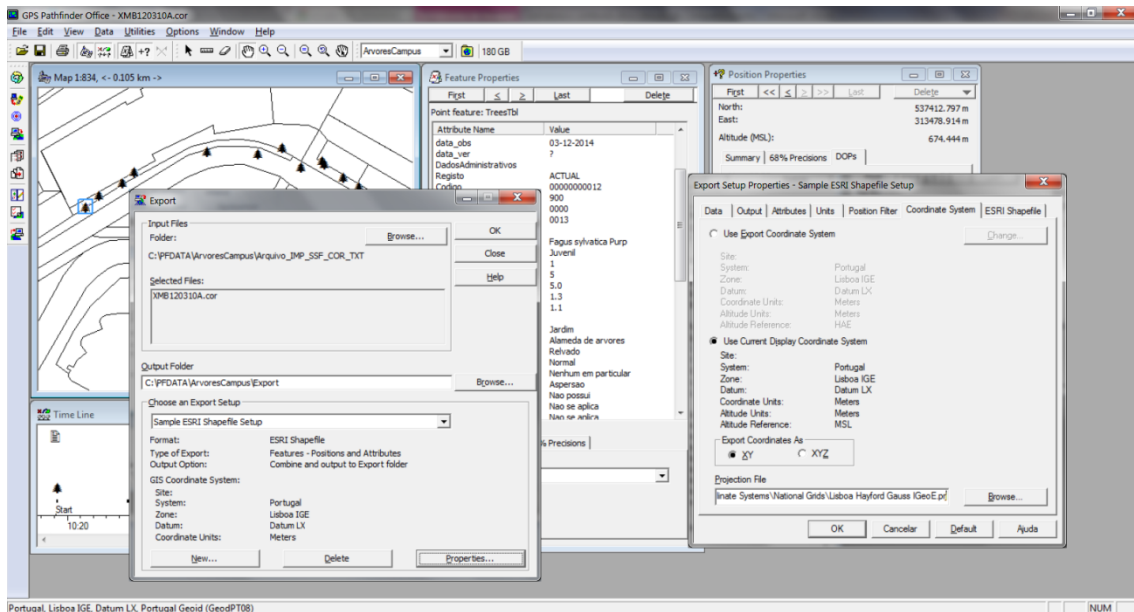 GPS Pathfinder Office - XMB120310A.cor
File Edit View Data Utilities Options Window Help
ArvoresCampus 180 GB
Map 1:834, <- 0.105 km ->
Feature Properties
First < > Last Delete
Point feature: TreesTbl
Attribute Name Value
data_obs 03-12-2014
data_ver ?
DadosAdministrativos
Registo ACTUAL
Codigo 00000000012
900
0000
0013
Fagus sylvatica Purp
Juvenil
1
5
5.0
1.3
1.1
Jardim
Alameda de arvores
Relvado
Normal
Nenhum em particular
Aspersao
Nao possui
Nao se aplica
Nao se aplica
% Precisions
Position Properties
First << < > >> Last Delete
North: 537412.797 m
East: 313478.914 m
Altitude (MSL): 674.444 m
Summary 68% Precisions DOPs
Time Line
Start
10:20
Export
Input Files
Folder: Browse...
C:\PFDATA\ArvoresCampus\Arquivo_IMP_SSF_COR_TXT
Selected Files:
XMB120310A.cor
OK
Close
Help
Output Folder
C:\PFDATA\ArvoresCampus\Export Browse...
Choose an Export Setup
Sample ESRI Shapefile Setup
Format: ESRI Shapefile
Type of Export: Features - Positions and Attributes
Output Option: Combine and output to Export folder
GIS Coordinate System:
Site:
System: Portugal
Zone: Lisboa IGE
Datum: Datum LX
Coordinate Units: Meters
New... Delete Properties...
Export Setup Properties - Sample ESRI Shapefile Setup
Data Output Attributes Units Position Filter Coordinate System ESRI Shapefile
Use Export Coordinate System Change...
Site:
System: Portugal
Zone: Lisboa IGE
Datum: Datum LX
Coordinate Units: Meters
Altitude Units: Meters
Altitude Reference: HAE
Use Current Display Coordinate System
Site:
System: Portugal
Zone: Lisboa IGE
Datum: Datum LX
Coordinate Units: Meters
Altitude Units: Meters
Altitude Reference: MSL
Export Coordinates As
XY XYZ
Projection File
linate Systems\National Grids\Lisboa Hayford Gauss IGeoE.pr Browse...
OK Cancelar Default Ajuda
Portugal, Lisboa IGE, Datum LX, Portugal Geoid (GeodPT08) NUM